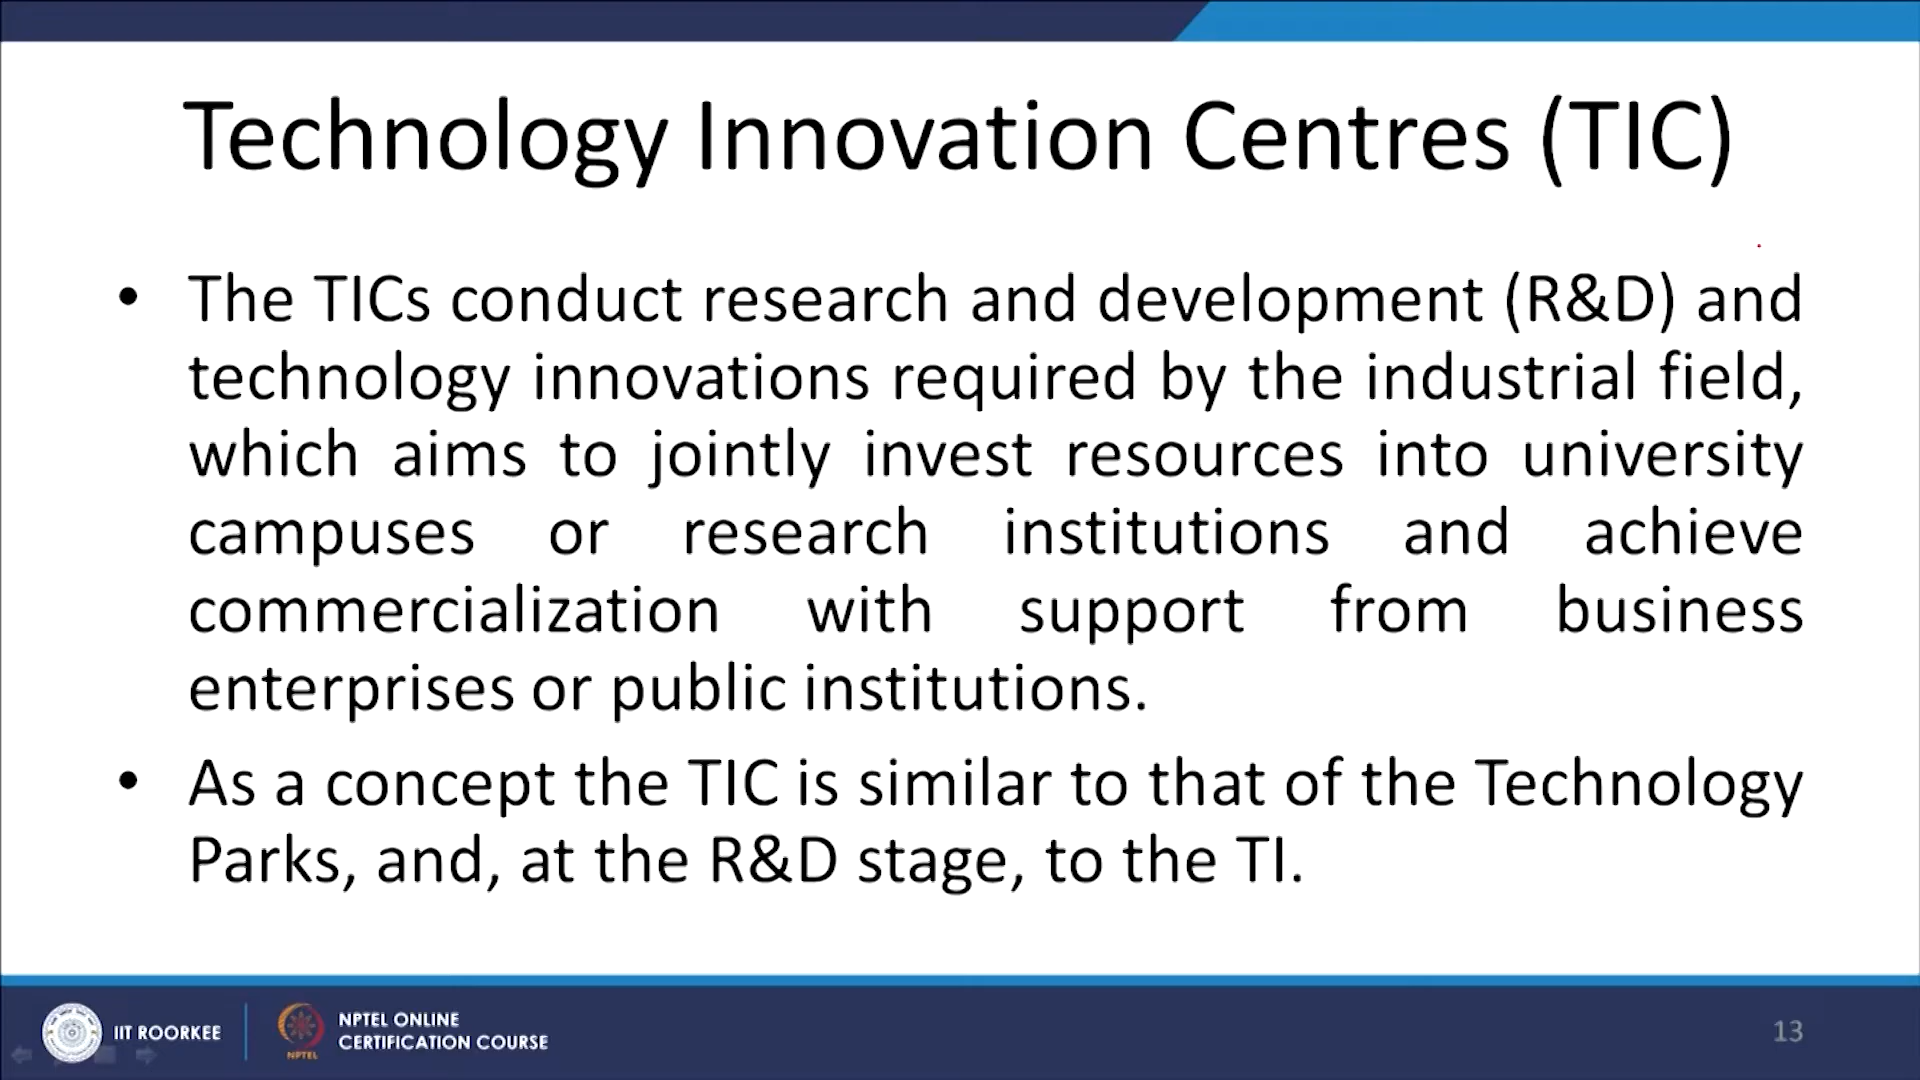 Technology Innovation Centres (TIC)
• The TICs conduct research and development (R&D) and
technology innovations required by the industrial field,
which aims to jointly invest resources into university
campuses or research institutions and achieve
commercialization with support from business
enterprises or public institutions.
• As a concept the TIC is similar to that of the Technology
Parks, and, at the R&D stage, to the TI.
IIT ROORKEE
NPTEL
NPTEL ONLINE
CERTIFICATION COURSE
13